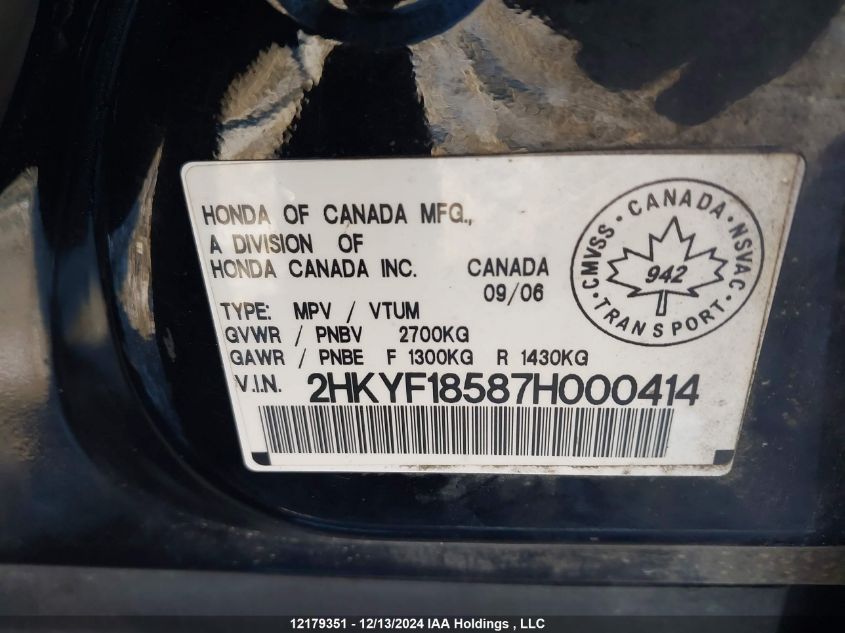 HONDA OF CANADA MFG.,
A DIVISION OF
HONDA CANADA INC. CANADA
09/06
TYPE: MPV / VTUM
GVWR / PNBV 2700KG
GAWR / PNBE F 1300KG R 1430KG
V.I.N. 2HKYF18587H000414
CMVSS · CANADA · NSVAC
942
· TRANSPORT ·
12179351 - 12/13/2024 IAA Holdings , LLC